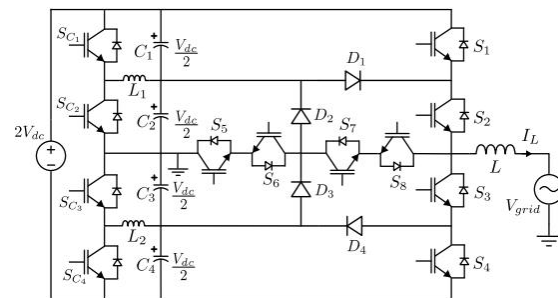 S_{C_1}
C_1
V_{dc}
2
D_1
S_1
L_1
S_{C_2}
C_2
V_{dc}
2
D_2
S_2
2V_{dc}
S_5
S_7
S_6
S_8
I_L
L
S_{C_3}
C_3
V_{dc}
2
D_3
S_3
V_{grid}
L_2
D_4
S_{C_4}
C_4
V_{dc}
2
S_4